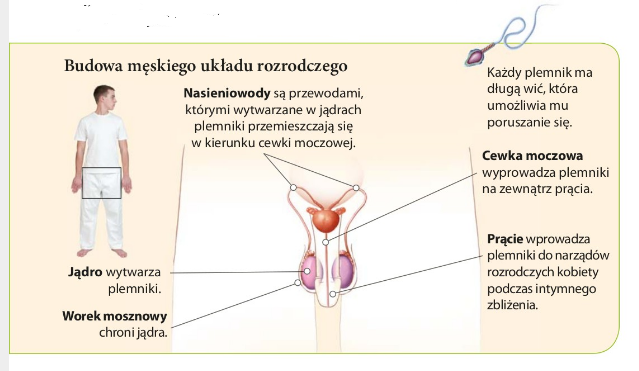 Budowa męskiego układu rozrodczego
Każdy plemnik ma
długą wić, która
umożliwia mu
poruszanie się.
Nasieniowody są przewodami,
którymi wytwarzane w jądrach
plemniki przemieszczają się
w kierunku cewki moczowej.
Cewka moczowa
wyprowadza plemniki
na zewnątrz prącia.
Prącie wprowadza
plemniki do narządów
rozrodczych kobiety
podczas intymnego
zbliżenia.
Jądro wytwarza
plemniki.
Worek mosznowy
chroni jądra.